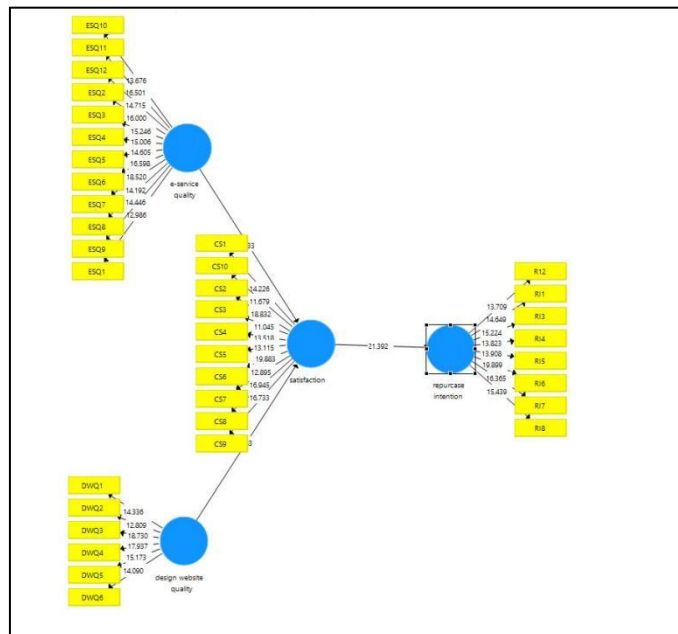 ESQ10
ESQ11
ESQ12
ESQ2
ESQ3
ESQ4
ESQ5
ESQ6
ESQ7
ESQ8
ESQ9
ESQ1
13.676
16.501
14.715
16.000
15.246
15.006
14.605
16.598
18.520
14.192
14.446
12.986
e-service
quality
CS1
CS10
CS2
CS3
CS4
CS5
CS6
CS7
CS8
CS9
14.226
11.679
18.832
11.045
13.518
13.115
19.883
12.895
16.945
16.733
satisfaction
21.392
repurcase
intention
R12
RI1
RI3
RI4
RI5
RI6
RI7
RI8
13.709
14.649
15.224
13.823
13.908
19.899
16.365
15.439
DWQ1
DWQ2
DWQ3
DWQ4
DWQ5
DWQ6
14.336
12.809
18.730
17.937
15.173
14.090
design website
quality